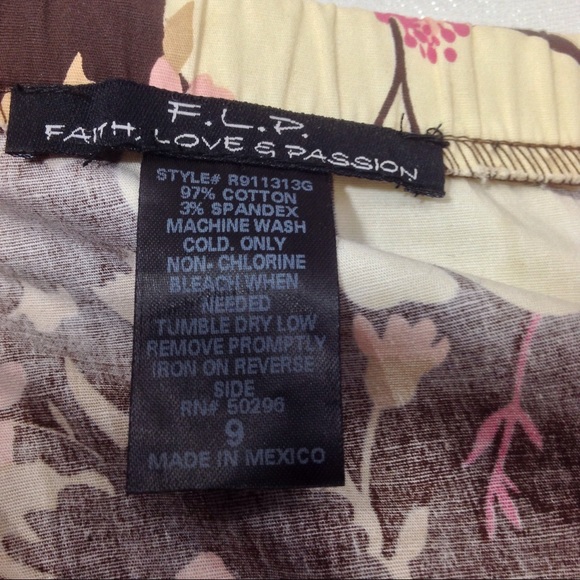 F.L.P.
FAITH, LOVE & PASSION
STYLE# R911313G
97% COTTON
3% SPANDEX
MACHINE WASH
COLD. ONLY
NON- CHLORINE
BLEACH WHEN
NEEDED
TUMBLE DRY LOW
REMOVE PROMPTLY
IRON ON REVERSE
SIDE
RN# 50296
9
MADE IN MEXICO